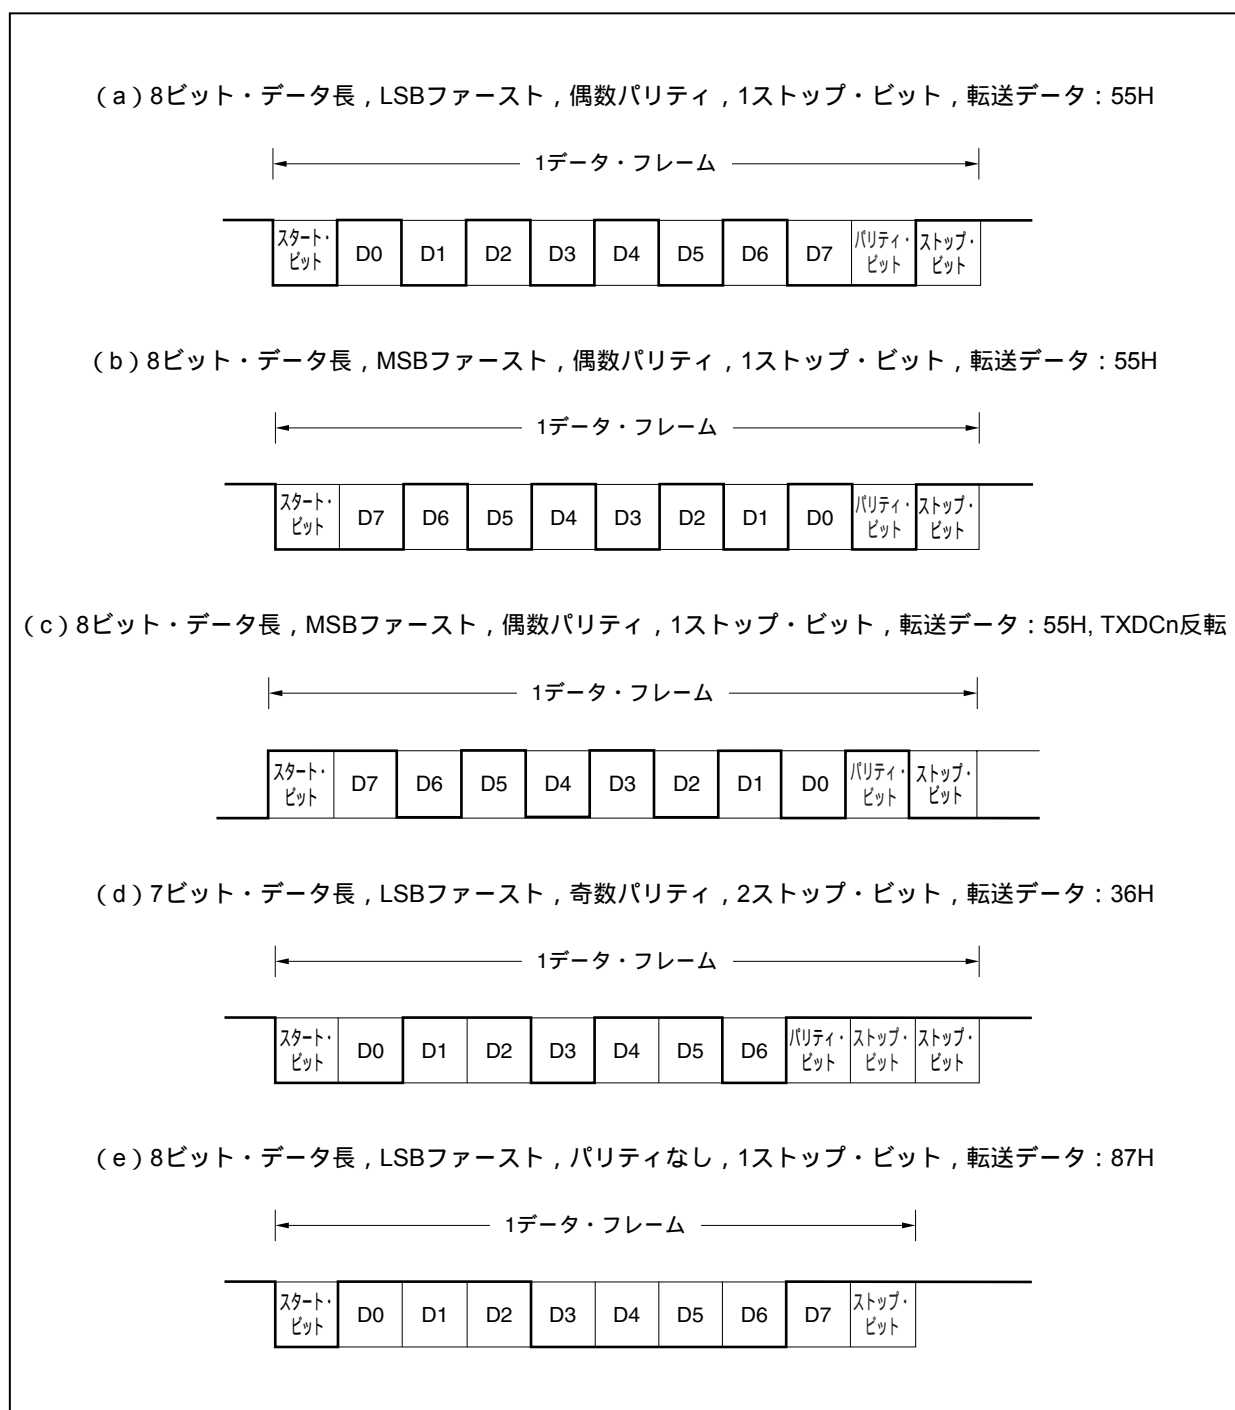 (a) 8ビット・データ長，LSBファースト，偶数パリティ，1ストップ・ビット，転送データ：55H
1データ・フレーム
スタート・ビット D0 D1 D2 D3 D4 D5 D6 D7 パリティ・ビット ストップ・ビット
(b) 8ビット・データ長，MSBファースト，偶数パリティ，1ストップ・ビット，転送データ：55H
1データ・フレーム
スタート・ビット D7 D6 D5 D4 D3 D2 D1 D0 パリティ・ビット ストップ・ビット
(c) 8ビット・データ長，MSBファースト，偶数パリティ，1ストップ・ビット，転送データ：55H, TXDCn反転
1データ・フレーム
スタート・ビット D7 D6 D5 D4 D3 D2 D1 D0 パリティ・ビット ストップ・ビット
(d) 7ビット・データ長，LSBファースト，奇数パリティ，2ストップ・ビット，転送データ：36H
1データ・フレーム
スタート・ビット D0 D1 D2 D3 D4 D5 D6 パリティ・ビット ストップ・ビット ストップ・ビット
(e) 8ビット・データ長，LSBファースト，パリティなし，1ストップ・ビット，転送データ：87H
1データ・フレーム
スタート・ビット D0 D1 D2 D3 D4 D5 D6 D7 ストップ・ビット